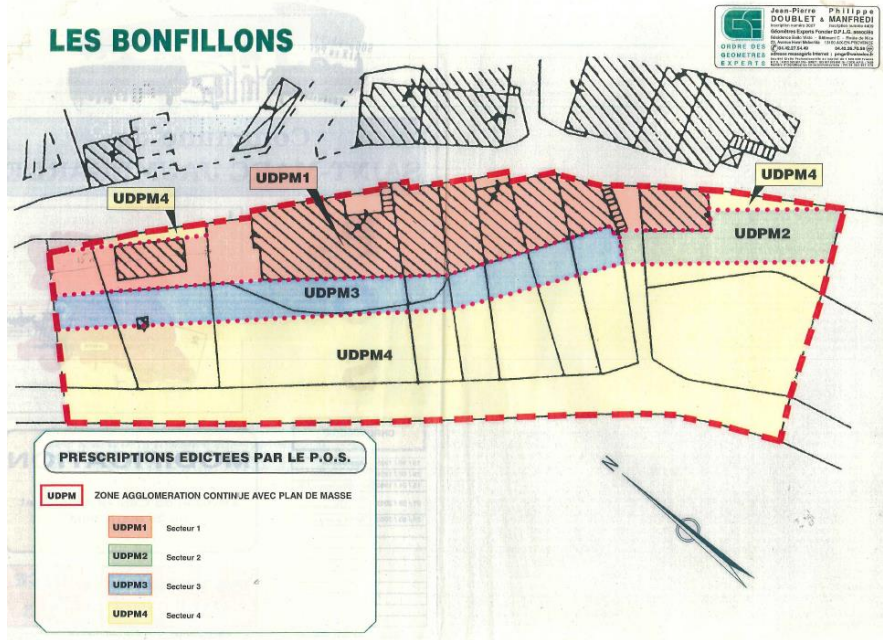 LES BONFILLONS
Jean-Pierre Philippe
DOUBLET & MANFREDI
Géomètres Experts Foncier D.P.L.G. associés
ORDRE DES
GEOMETRES
EXPERTS
UDPM4
UDPM1
UDPM4
UDPM2
UDPM3
UDPM4
N
PRESCRIPTIONS EDICTEES PAR LE P.O.S.
UDPM ZONE AGGLOMERATION CONTINUE AVEC PLAN DE MASSE
UDPM1 Secteur 1
UDPM2 Secteur 2
UDPM3 Secteur 3
UDPM4 Secteur 4